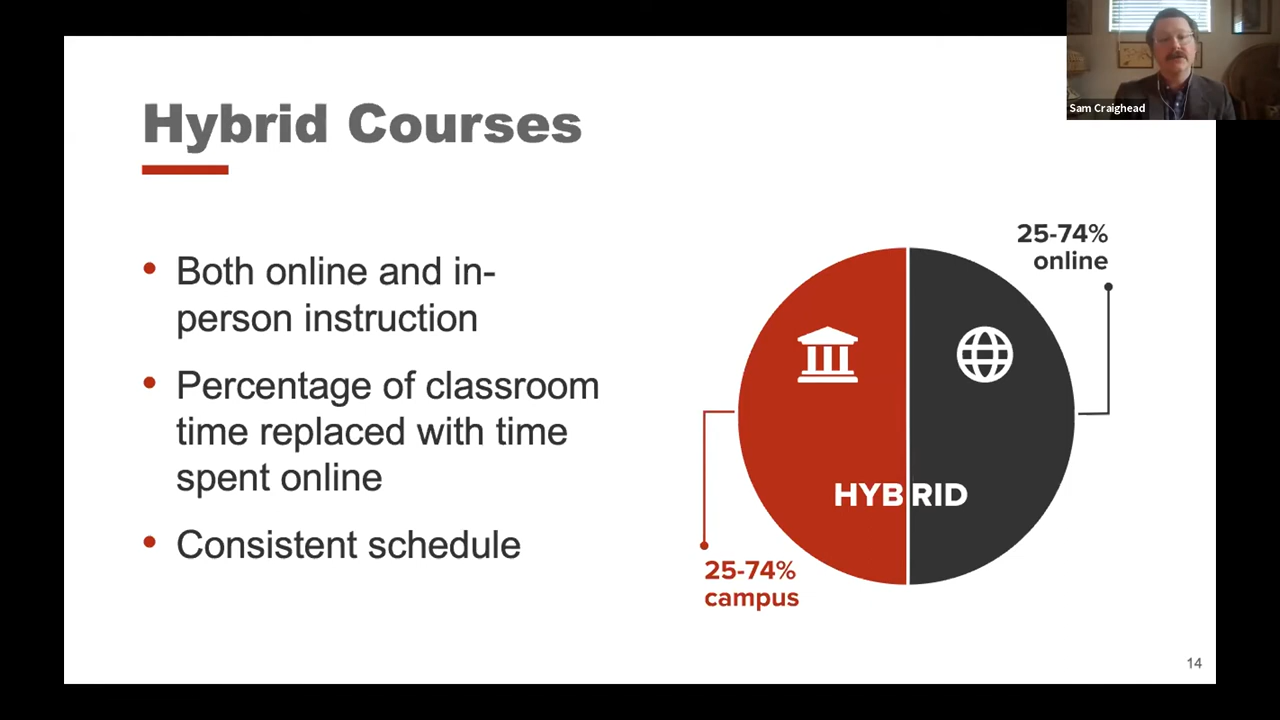 Sam Craighead
Hybrid Courses
• Both online and in-
person instruction
• Percentage of classroom
time replaced with time
spent online
• Consistent schedule
25-74%
online
HYBRID
25-74%
campus
14